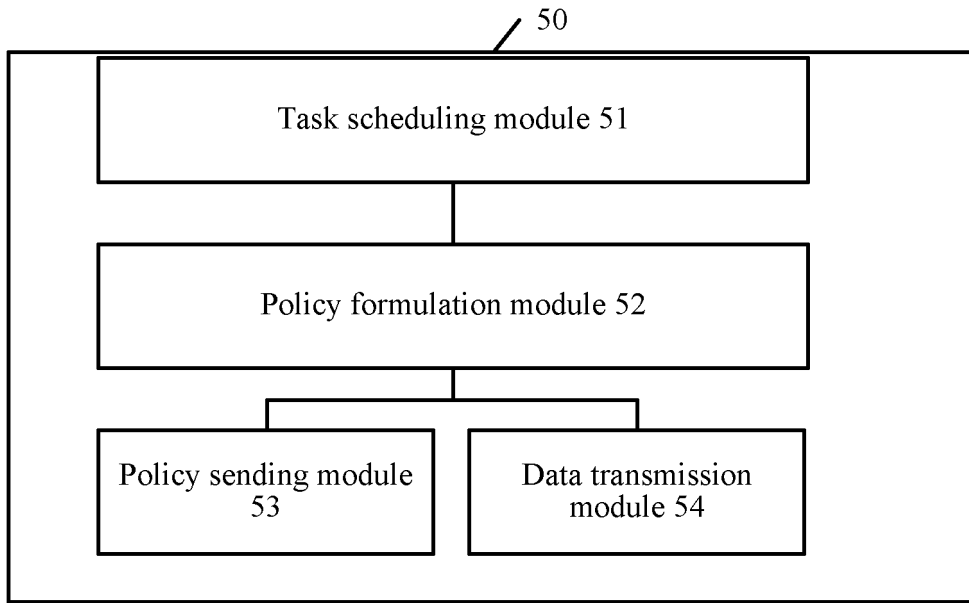 50
Task scheduling module 51
Policy formulation module 52
Policy sending module
53
Data transmission
module 54